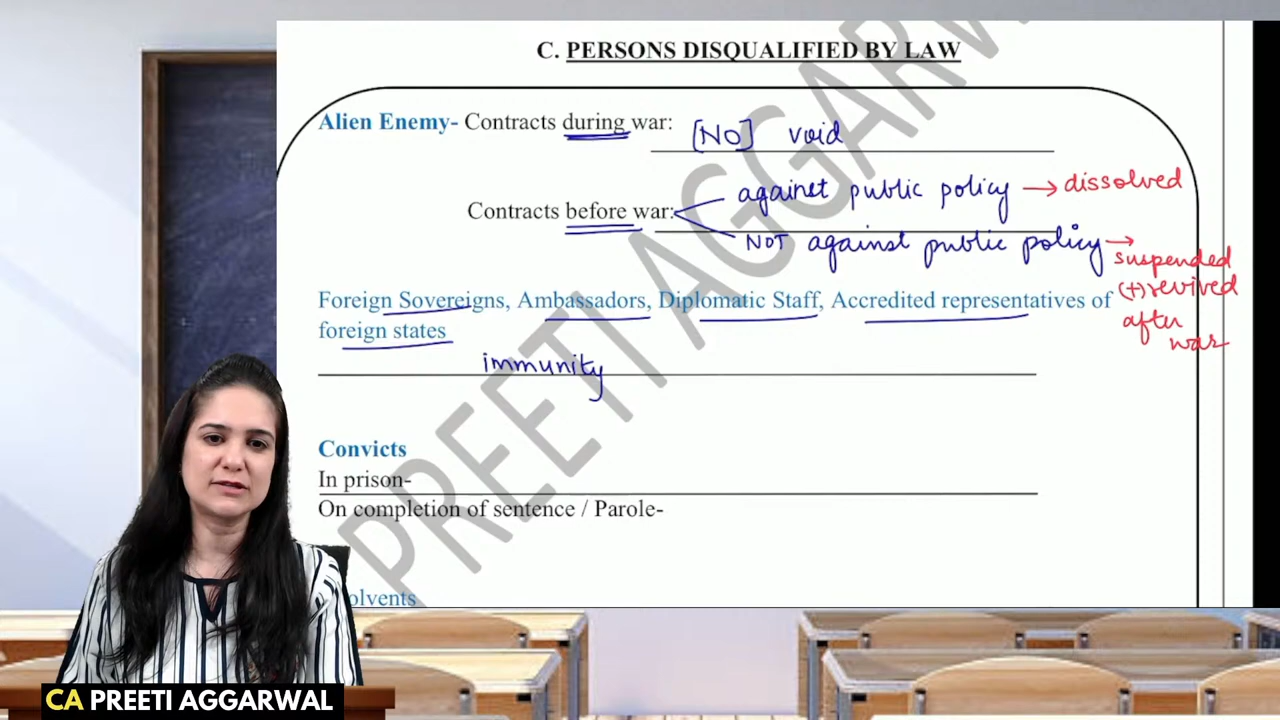 C. PERSONS DISQUALIFIED BY LAW
Alien Enemy- Contracts during war: [NO] void
against public policy → dissolved
Contracts before war:
NOT against public policy →
suspended
(+) revived
after
war
Foreign Sovereigns, Ambassadors, Diplomatic Staff, Accredited representatives of
foreign states
immunity
Convicts
In prison-
On completion of sentence / Parole-
olvents
PREETI AGGARW
CA PREETI AGGARWAL